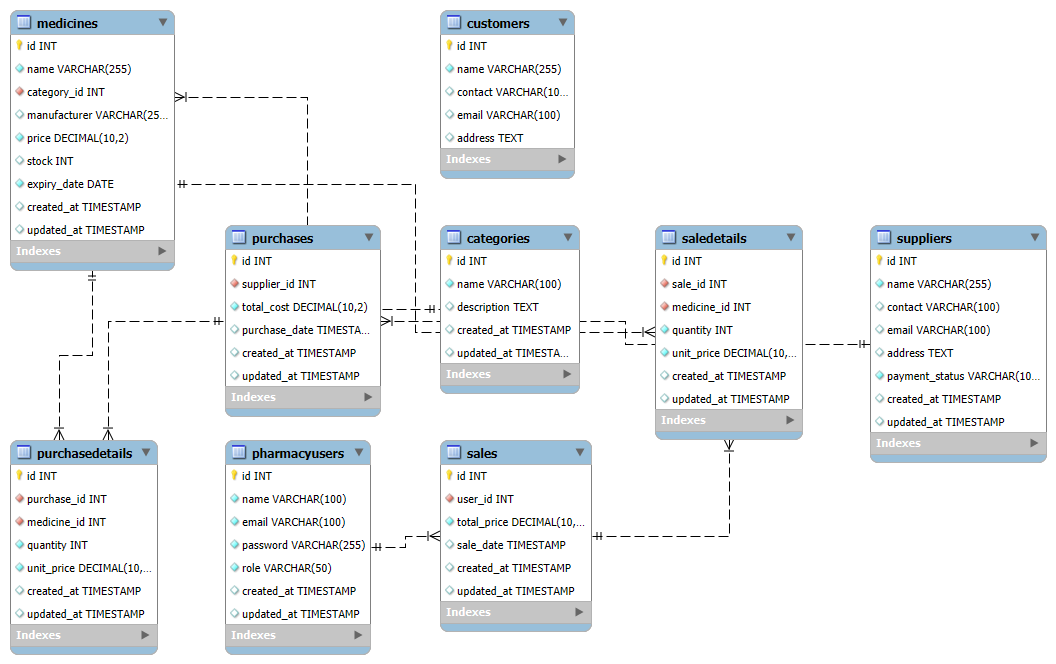 medicines
id INT
name VARCHAR(255)
category_id INT
manufacturer VARCHAR(25...
price DECIMAL(10,2)
stock INT
expiry_date DATE
created_at TIMESTAMP
updated_at TIMESTAMP
Indexes
customers
id INT
name VARCHAR(255)
contact VARCHAR(10...
email VARCHAR(100)
address TEXT
Indexes
purchases
id INT
supplier_id INT
total_cost DECIMAL(10,2)
purchase_date TIMESTA...
created_at TIMESTAMP
updated_at TIMESTAMP
Indexes
categories
id INT
name VARCHAR(100)
description TEXT
created_at TIMESTAMP
updated_at TIMESTA...
Indexes
saledetails
id INT
sale_id INT
medicine_id INT
quantity INT
unit_price DECIMAL(10,...
created_at TIMESTAMP
updated_at TIMESTAMP
Indexes
suppliers
id INT
name VARCHAR(255)
contact VARCHAR(100)
email VARCHAR(100)
address TEXT
payment_status VARCHAR(10...
created_at TIMESTAMP
updated_at TIMESTAMP
Indexes
purchasedetails
id INT
purchase_id INT
medicine_id INT
quantity INT
unit_price DECIMAL(10,...
created_at TIMESTAMP
updated_at TIMESTAMP
Indexes
pharmacyusers
id INT
name VARCHAR(100)
email VARCHAR(100)
password VARCHAR(255)
role VARCHAR(50)
created_at TIMESTAMP
updated_at TIMESTAMP
Indexes
sales
id INT
user_id INT
total_price DECIMAL(10,...
sale_date TIMESTAMP
created_at TIMESTAMP
updated_at TIMESTAMP
Indexes